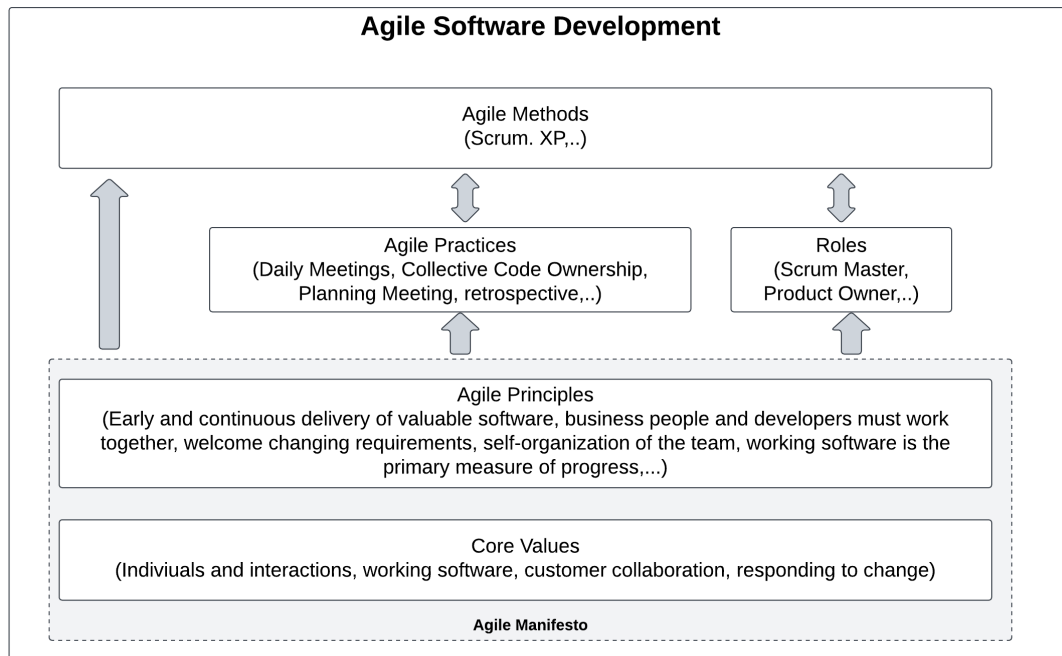 Agile Software Development
Agile Methods
(Scrum. XP,..)
Agile Practices
(Daily Meetings, Collective Code Ownership,
Planning Meeting, retrospective,..)
Roles
(Scrum Master,
Product Owner,..)
Agile Principles
(Early and continuous delivery of valuable software, business people and developers must work
together, welcome changing requirements, self-organization of the team, working software is the
primary measure of progress,...)
Core Values
(Indiviuals and interactions, working software, customer collaboration, responding to change)
Agile Manifesto